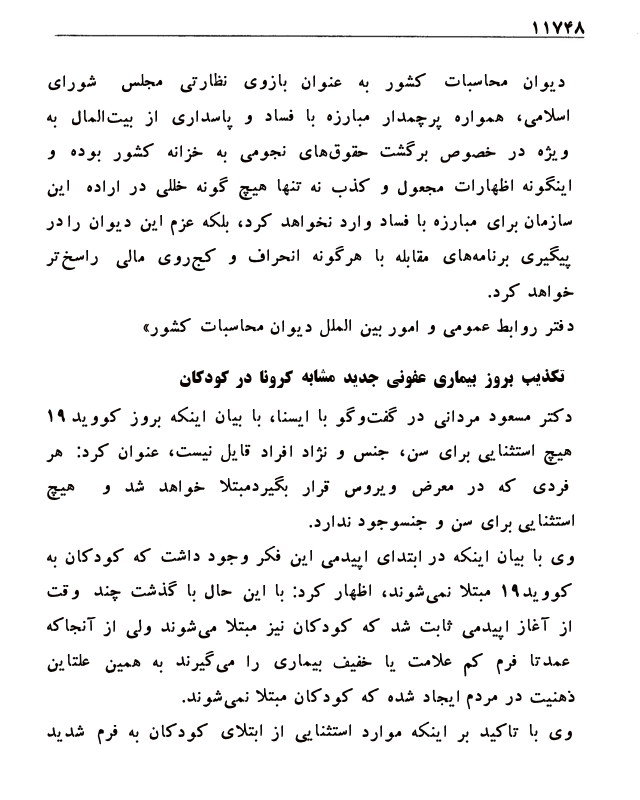 ۱۱۷۴۸
دیوان محاسبات کشور به عنوان بازوی نظارتی مجلس شورای
اسلامی، همواره پرچمدار مبارزه با فساد و پاسداری از بیت‌المال به
ویژه در خصوص برگشت حقوق‌های نجومی به خزانه کشور بوده و
اینگونه اظهارات مجعول و کذب نه تنها هیچ گونه خللی در اراده این
سازمان برای مبارزه با فساد وارد نخواهد کرد، بلکه عزم این دیوان رادر
پیگیری برنامه‌های مقابله با هرگونه انحراف و کج‌روی مالی راسخ‌تر
خواهد کرد.
دفتر روابط عمومی و امور بین الملل دیوان محاسبات کشور»
تکذیب بروز بیماری عفونی جدید مشابه کرونا در کودکان
دکتر مسعود مردانی در گفت‌وگو با ایسنا، با بیان اینکه بروز کووید۱۹
هیچ استثنایی برای سن، جنس و نژاد افراد قایل نیست، عنوان کرد: هر
فردی که در معرض ویروس قرار بگیردمبتلا خواهد شد و هیچ
استثنایی برای سن و جنسوجود ندارد.
وی با بیان اینکه در ابتدای اپیدمی این فکر وجود داشت که کودکان به
کووید۱۹ مبتلا نمی‌شوند، اظهار کرد: با این حال با گذشت چند وقت
از آغاز اپیدمی ثابت شد که کودکان نیز مبتلا می‌شوند ولی از آنجاکه
عمدتا فرم کم علامت یا خفیف بیماری را می‌گیرند به همین علتاین
ذهنیت در مردم ایجاد شده که کودکان مبتلا نمی‌شوند.
وی با تاکید بر اینکه موارد استثنایی از ابتلای کودکان به فرم شدید